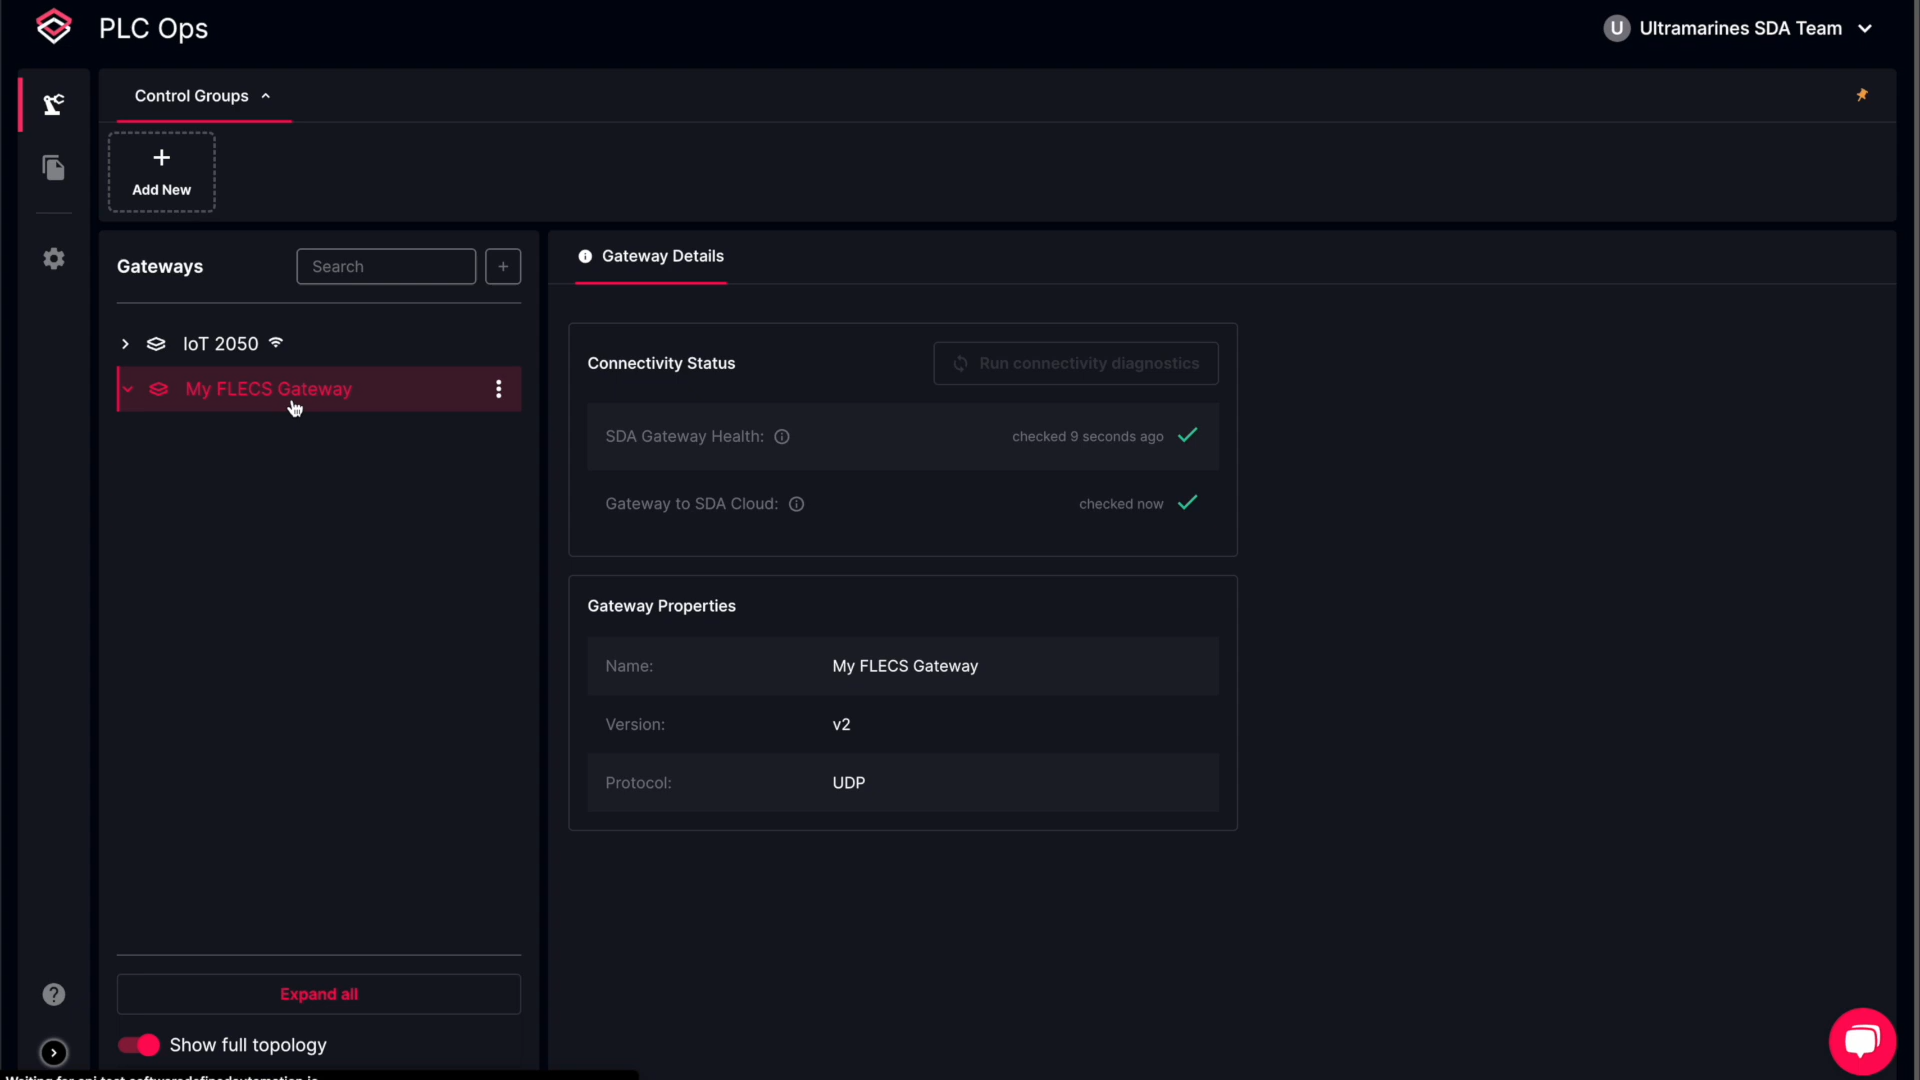 PLC Ops
U Ultramarines SDA Team
Control Groups
+
Add New
Gateways
Search
+
Gateway Details
IoT 2050
My FLECS Gateway
Connectivity Status
Run connectivity diagnostics
SDA Gateway Health:
checked 9 seconds ago
Gateway to SDA Cloud:
checked now
Gateway Properties
Name: My FLECS Gateway
Version: v2
Protocol: UDP
Expand all
Show full topology